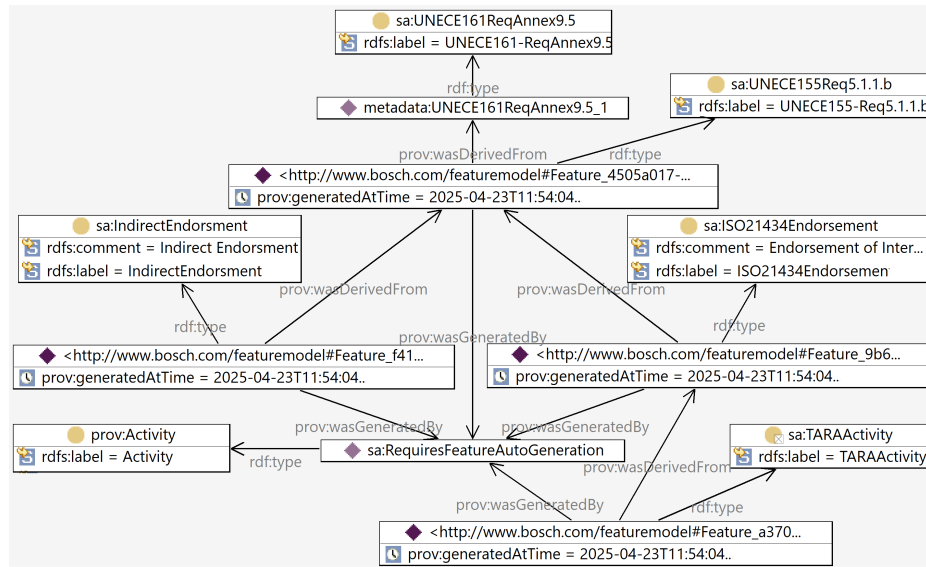 sa:UNECE161ReqAnnex9.5
rdfs:label = UNECE161-ReqAnnex9.5
rdf:type
sa:UNECE155Req5.1.1.b
rdfs:label = UNECE155-Req5.1.1.b
metadata:UNECE161ReqAnnex9.5_1
prov:wasDerivedFrom
rdf:type
<http://www.bosch.com/featuremodel#Feature_4505a017-...
prov:generatedAtTime = 2025-04-23T11:54:04..
sa:IndirectEndorsment
rdfs:comment = Indirect Endorsment
rdfs:label = IndirectEndorsment
sa:ISO21434Endorsement
rdfs:comment = Endorsement of Inter...
rdfs:label = ISO21434Endorsemen
prov:wasDerivedFrom
prov:wasDerivedFrom
rdf:type
rdf:type
prov:wasGeneratedBy
<http://www.bosch.com/featuremodel#Feature_f41...
prov:generatedAtTime = 2025-04-23T11:54:04..
<http://www.bosch.com/featuremodel#Feature_9b6...
prov:generatedAtTime = 2025-04-23T11:54:04..
prov:wasGeneratedBy
prov:wasGeneratedBy
prov:Activity
rdfs:label = Activity
rdf:type
sa:RequiresFeatureAutoGeneration
sa:TARAActivity
rdfs:label = TARAActivity
prov:wasDerivedFrom
prov:wasGeneratedBy
rdf:type
<http://www.bosch.com/featuremodel#Feature_a370...
prov:generatedAtTime = 2025-04-23T11:54:04..